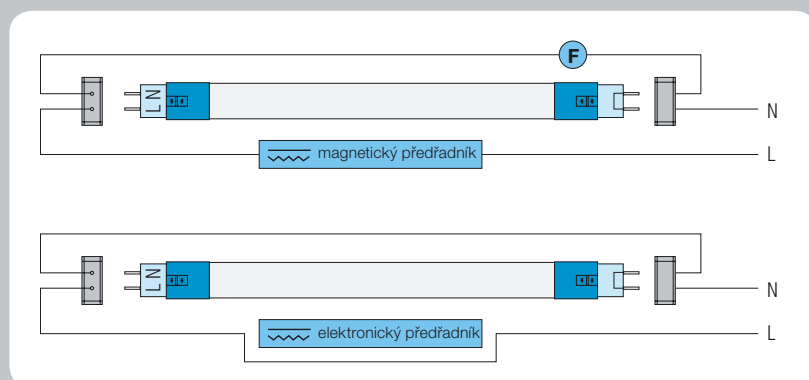 F
L N
N
magnetický předřadník
L
L N
N
elektronický předřadník
L